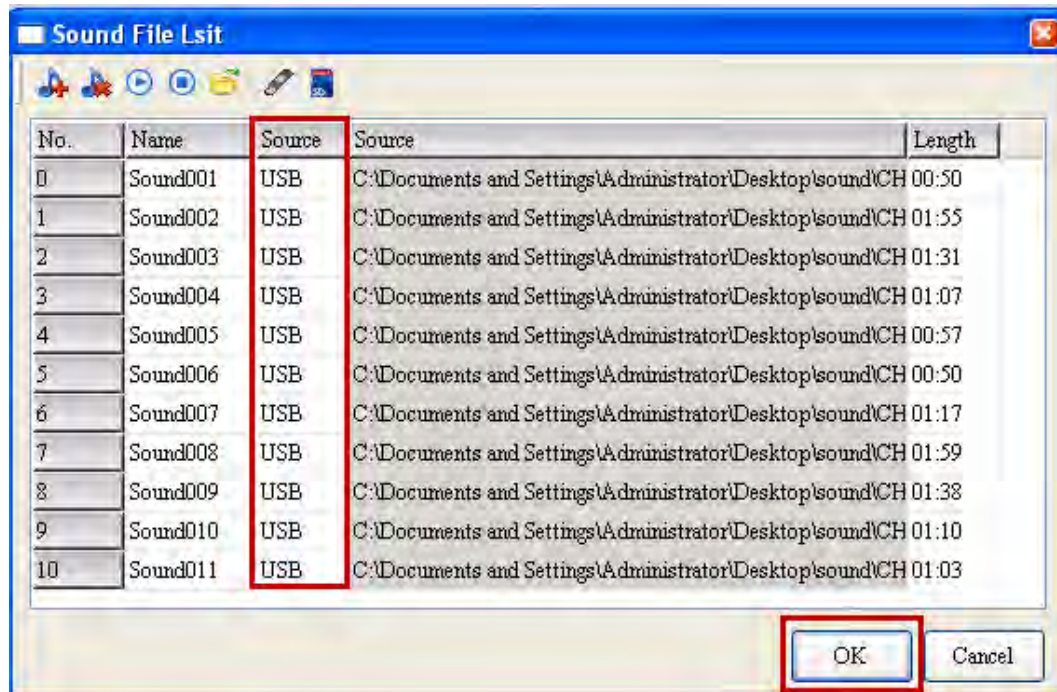 Sound File Lsit
SD
No. Name Source Source Length
0 Sound001 USB C:\Documents and Settings\Administrator\Desktop\sound\CH 00:50
1 Sound002 USB C:\Documents and Settings\Administrator\Desktop\sound\CH 01:55
2 Sound003 USB C:\Documents and Settings\Administrator\Desktop\sound\CH 01:31
3 Sound004 USB C:\Documents and Settings\Administrator\Desktop\sound\CH 01:07
4 Sound005 USB C:\Documents and Settings\Administrator\Desktop\sound\CH 00:57
5 Sound006 USB C:\Documents and Settings\Administrator\Desktop\sound\CH 00:50
6 Sound007 USB C:\Documents and Settings\Administrator\Desktop\sound\CH 01:17
7 Sound008 USB C:\Documents and Settings\Administrator\Desktop\sound\CH 01:59
8 Sound009 USB C:\Documents and Settings\Administrator\Desktop\sound\CH 01:38
9 Sound010 USB C:\Documents and Settings\Administrator\Desktop\sound\CH 01:10
10 Sound011 USB C:\Documents and Settings\Administrator\Desktop\sound\CH 01:03
OK Cancel